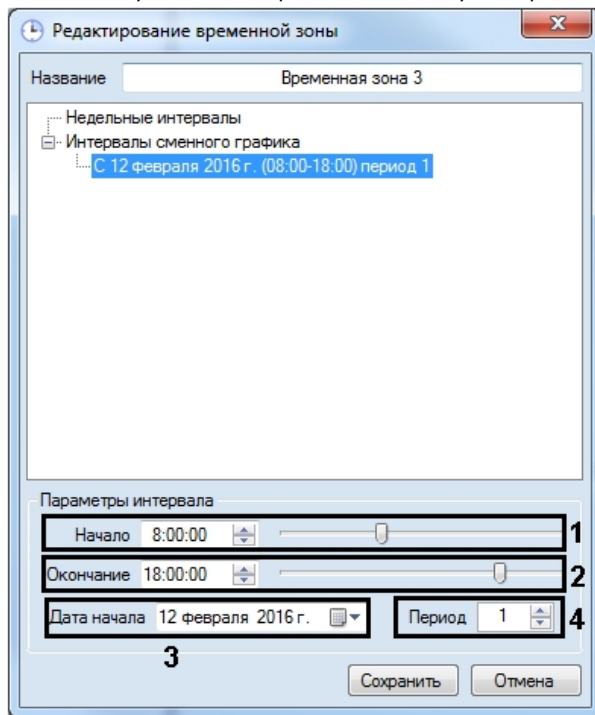 Редактирование временной зоны
Название Временная зона 3
Недельные интервалы
Интервалы сменного графика
С 12 февраля 2016 г. (08:00-18:00) период 1
Параметры интервала
Начало 8:00:00 1
Окончание 18:00:00 2
Дата начала 12 февраля 2016 г. Период 1 4
3
Сохранить Отмена